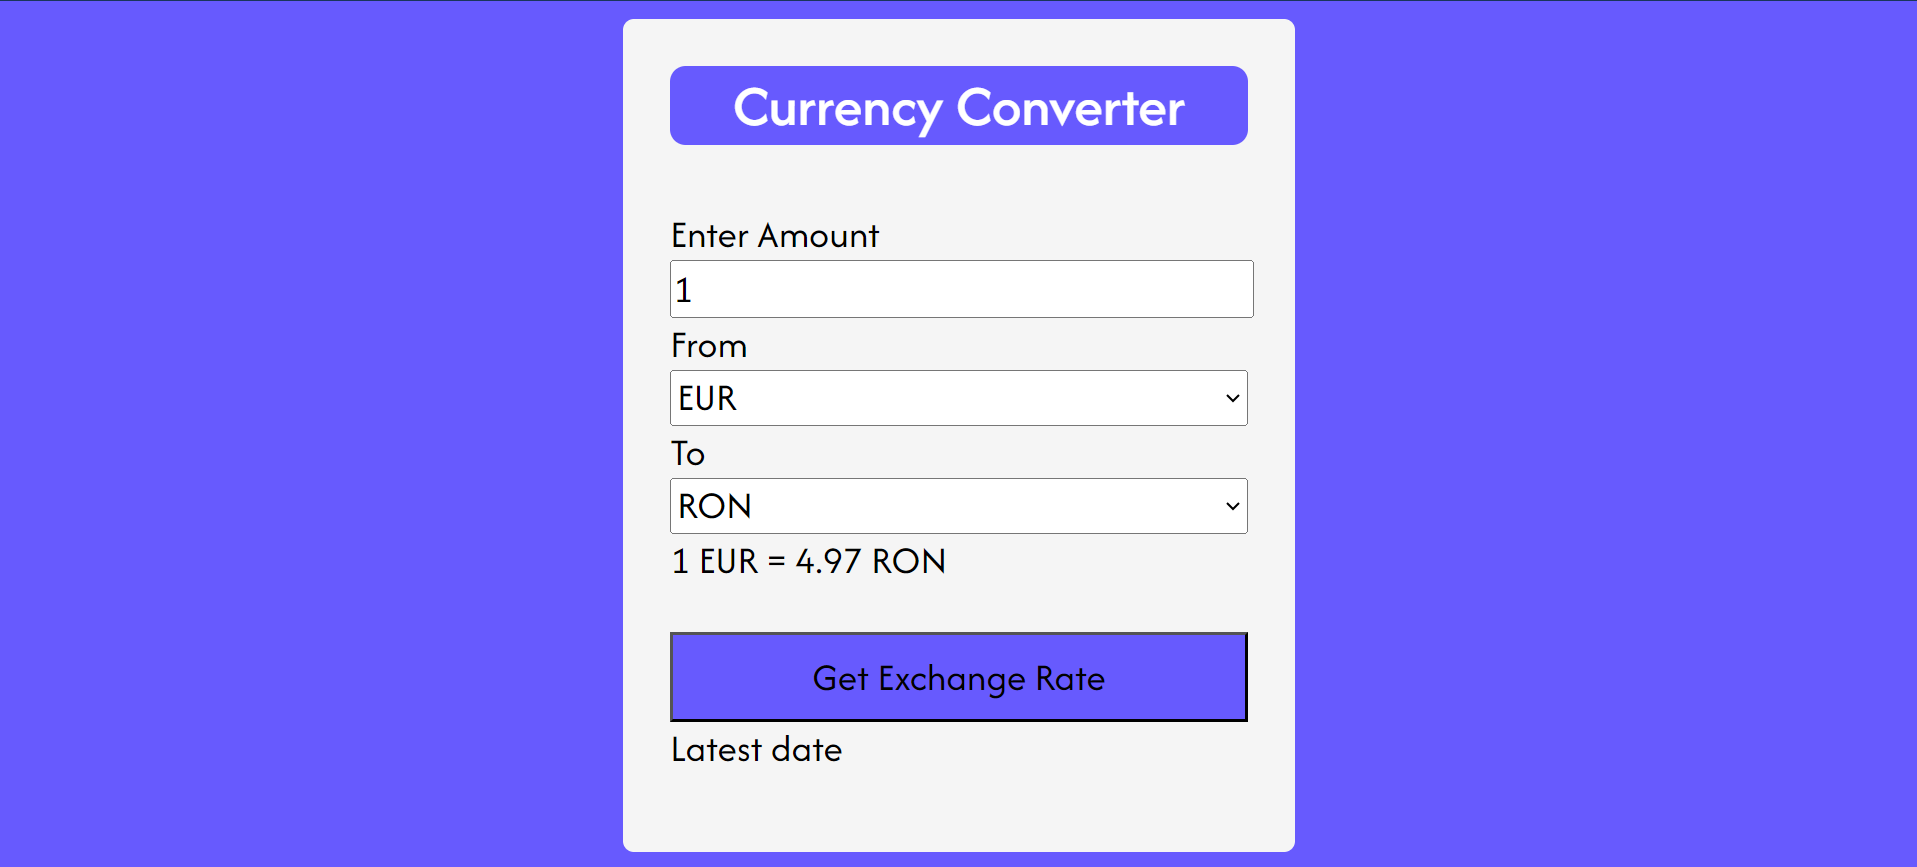 Currency Converter
Enter Amount
1
From
EUR
To
RON
1 EUR = 4.97 RON
Get Exchange Rate
Latest date